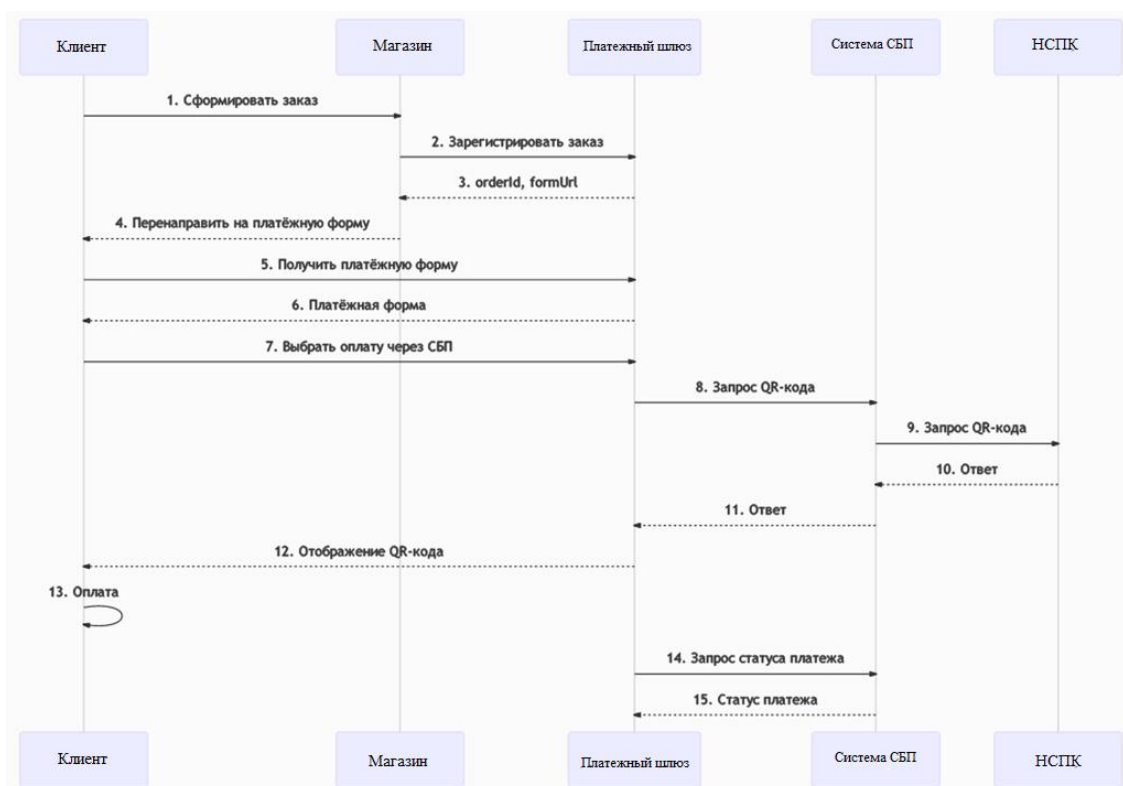 Клиент
Магазин
Платежный шлюз
Система СБП
НСПК
1. Сформировать заказ
2. Зарегистрировать заказ
3. orderId, formUrl
4. Перенаправить на платёжную форму
5. Получить платёжную форму
6. Платёжная форма
7. Выбрать оплату через СБП
8. Запрос QR-кода
9. Запрос QR-кода
10. Ответ
11. Ответ
12. Отображение QR-кода
13. Оплата
14. Запрос статуса платежа
15. Статус платежа
Клиент
Магазин
Платежный шлюз
Система СБП
НСПК